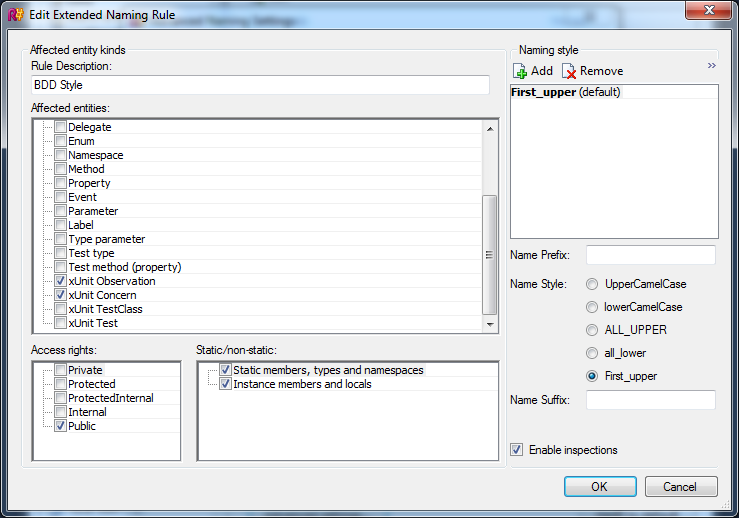 Edit Extended Naming Rule
Affected entity kinds
Rule Description:
BDD Style
Affected entities:
Delegate
Enum
Namespace
Method
Property
Event
Parameter
Label
Type parameter
Test type
Test method (property)
xUnit Observation
xUnit Concern
xUnit TestClass
xUnit Test
Access rights:
Private
Protected
ProtectedInternal
Internal
Public
Static/non-static:
Static members, types and namespaces
Instance members and locals
Naming style
Add Remove »
First_upper (default)
Name Prefix:
Name Style:
UpperCamelCase
lowerCamelCase
ALL_UPPER
all_lower
First_upper
Name Suffix:
Enable inspections
OK Cancel